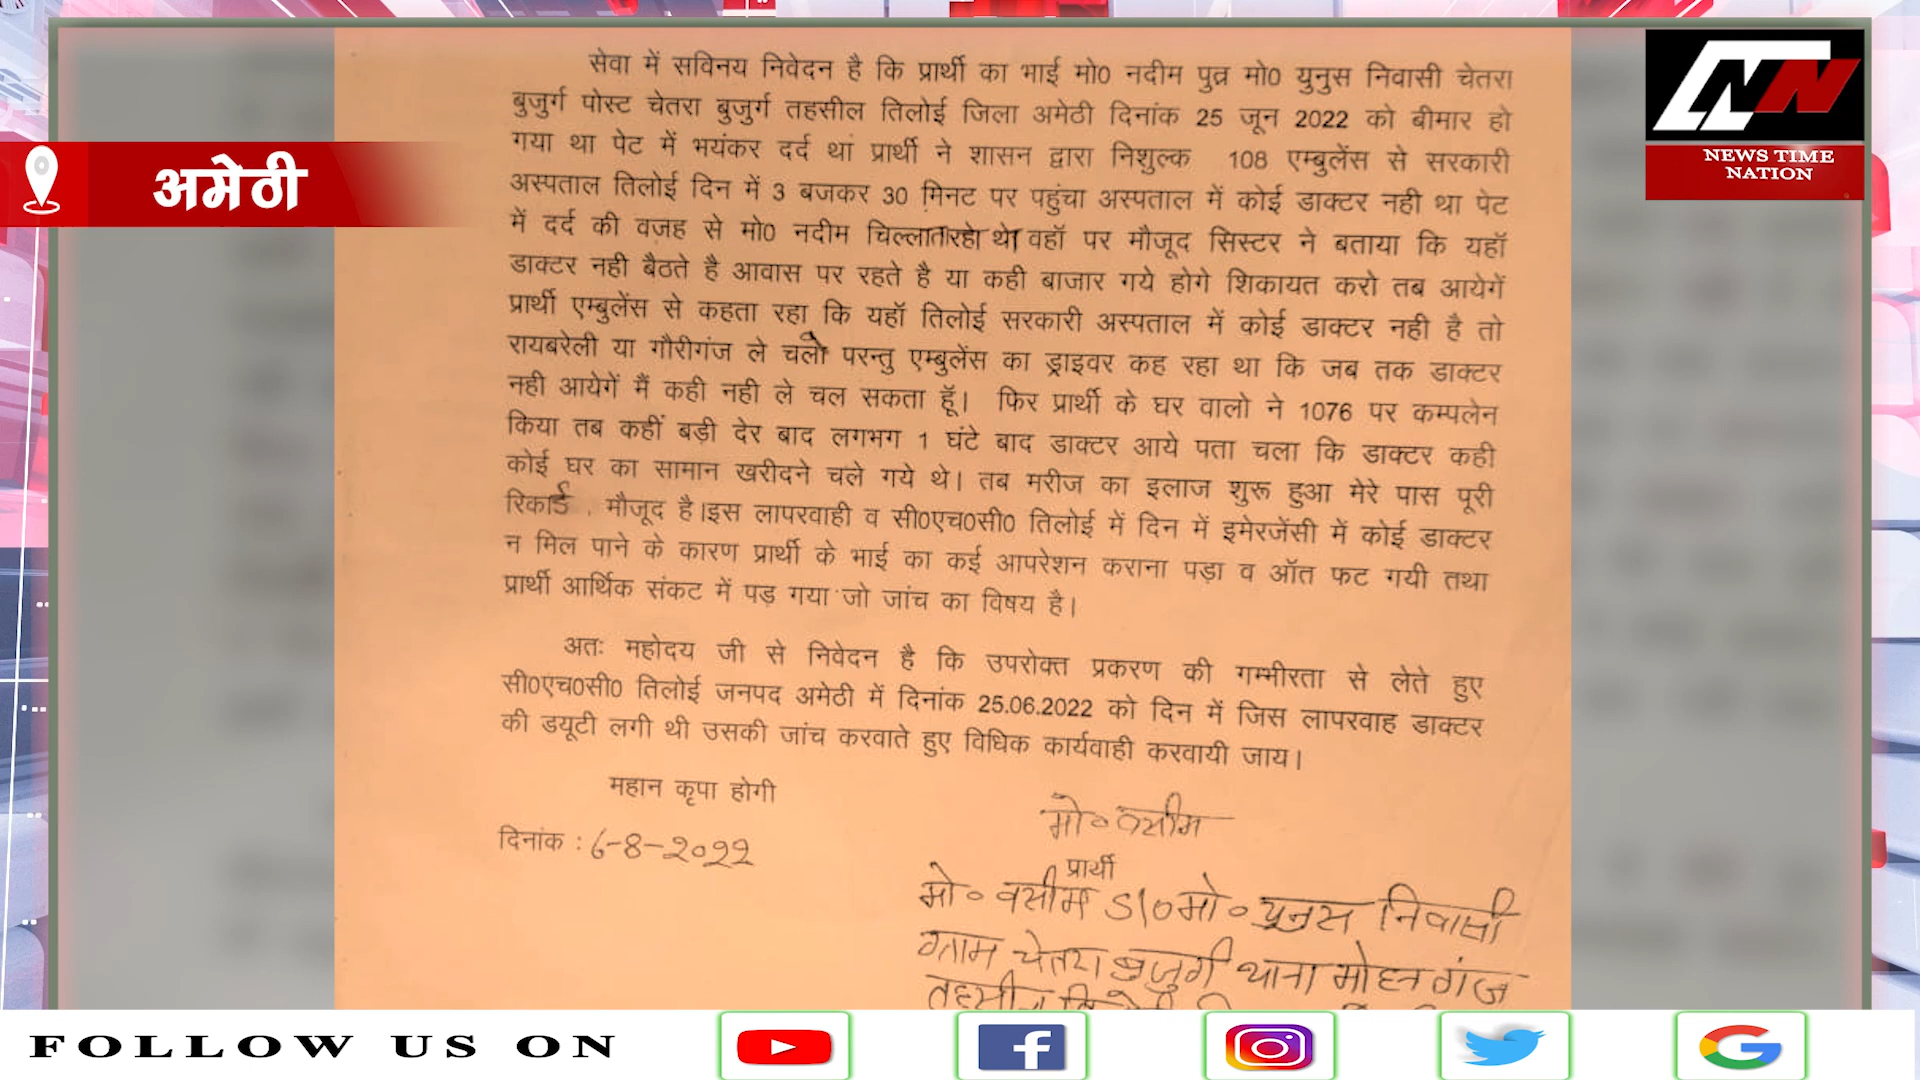 सेवा में सविनय निवेदन है कि प्रार्थी का भाई मो0 नदीम पुत्र मो0 युनुस निवासी चेतरा
बुजुर्ग पोस्ट चेतरा बुजुर्ग तहसील तिलोई जिला अमेठी दिनांक 25 जून 2022 को बीमार हो
गया था पेट में भयंकर दर्द था प्रार्थी ने शासन द्वारा निशुल्क 108 एम्बुलेंस से सरकारी
अस्पताल तिलोई दिन में 3 बजकर 30 मिनट पर पहुंचा अस्पताल में कोई डाक्टर नही था पेट
में दर्द की वजह से मो0 नदीम चिल्ला रहे थे वहॉ पर मौजूद सिस्टर ने बताया कि यहॉ
डाक्टर नही बैठते है आवास पर रहते है या कही बाजार गये होगे शिकायत करो तब आयेगें
प्रार्थी एम्बुलेंस से कहता रहा कि यहॉ तिलोई सरकारी अस्पताल में कोई डाक्टर नही है तो
रायबरेली या गौरीगंज ले चलो परन्तु एम्बुलेंस का ड्राइवर कह रहा था कि जब तक डाक्टर
नही आयेगें मैं कही नही ले चल सकता हूॅ। फिर प्रार्थी के घर वालो ने 1076 पर कम्पलेन
किया तब कहीं बड़ी देर बाद लगभग 1 घंटे बाद डाक्टर आये पता चला कि डाक्टर कही
कोई घर का सामान खरीदने चले गये थे। तब मरीज का इलाज शुरू हुआ मेरे पास पूरी
रिकार्ड मौजूद है।इस लापरवाही व सी0एच0सी0 तिलोई में दिन में इमेरजेंसी में कोई डाक्टर
न मिल पाने के कारण प्रार्थी के भाई का कई आपरेशन कराना पड़ा व ऑत फट गयी तथा
प्रार्थी आर्थिक संकट में पड़ गया जो जांच का विषय है।
अतः महोदय जी से निवेदन है कि उपरोक्त प्रकरण की गम्भीरता से लेते हुए
सी0एच0सी0 तिलोई जनपद अमेठी में दिनांक 25.06.2022 को दिन में जिस लापरवाह डाक्टर
की डयूटी लगी थी उसकी जांच करवाते हुए विधिक कार्यवाही करवायी जाय।
महान कृपा होगी
दिनांक : 6-8-२०२२
मो० वसीम
प्रार्थी
मो० वसीम S/o मो० यूनुस निवासी
ग्राम चेतरा बुजुर्ग थाना मोहनगंज
तहसील
अमेठी
NEWS TIME
NATION
FOLLOW US ON